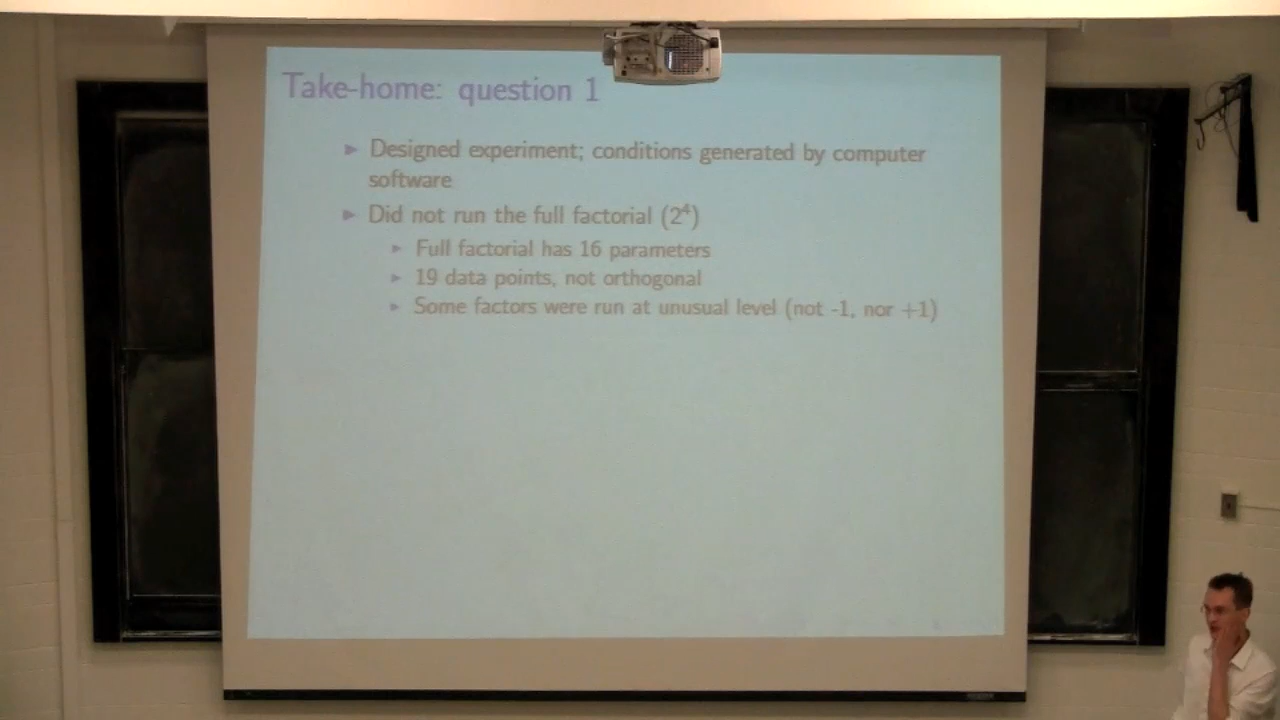 Take-home: question 1
Designed experiment; conditions generated by computer
software
Did not run the full factorial (2⁴)
Full factorial has 16 parameters
19 data points, not orthogonal
Some factors were run at unusual level (not -1, nor +1)